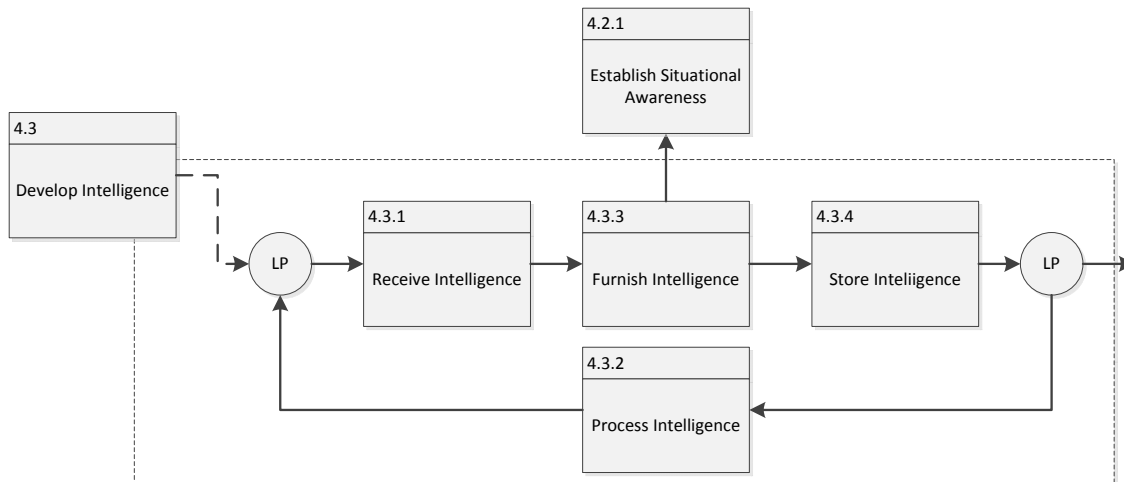 4.2.1
Establish Situational
Awareness
4.3
Develop Intelligence
4.3.1
Receive Intelligence
4.3.3
Furnish Intelligence
4.3.4
Store Inteliigence
LP
LP
4.3.2
Process Intelligence